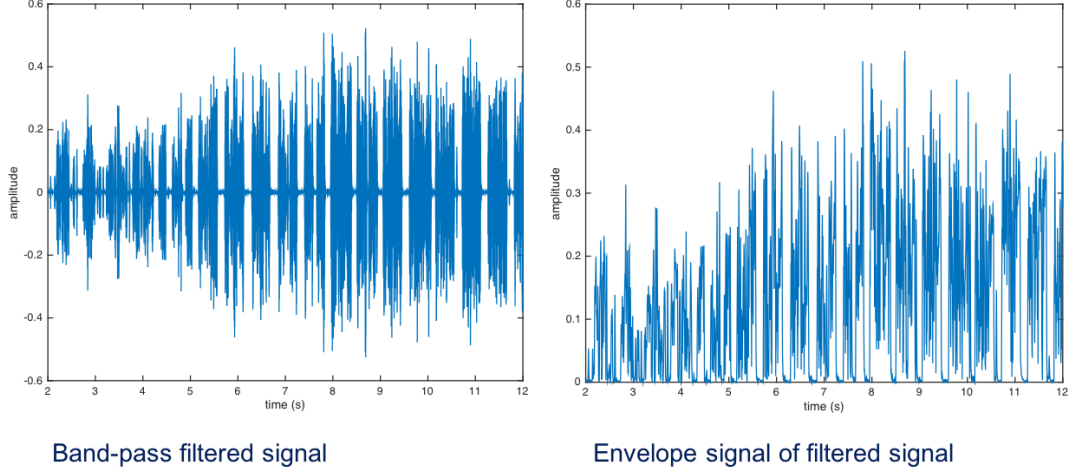 0.6
0.4
0.2
0
-0.2
-0.4
-0.6
amplitude
2 3 4 5 6 7 8 9 10 11 12
time (s)
Band-pass filtered signal
0.6
0.5
0.4
0.3
0.2
0.1
0
amplitude
2 3 4 5 6 7 8 9 10 11 12
time (s)
Envelope signal of filtered signal